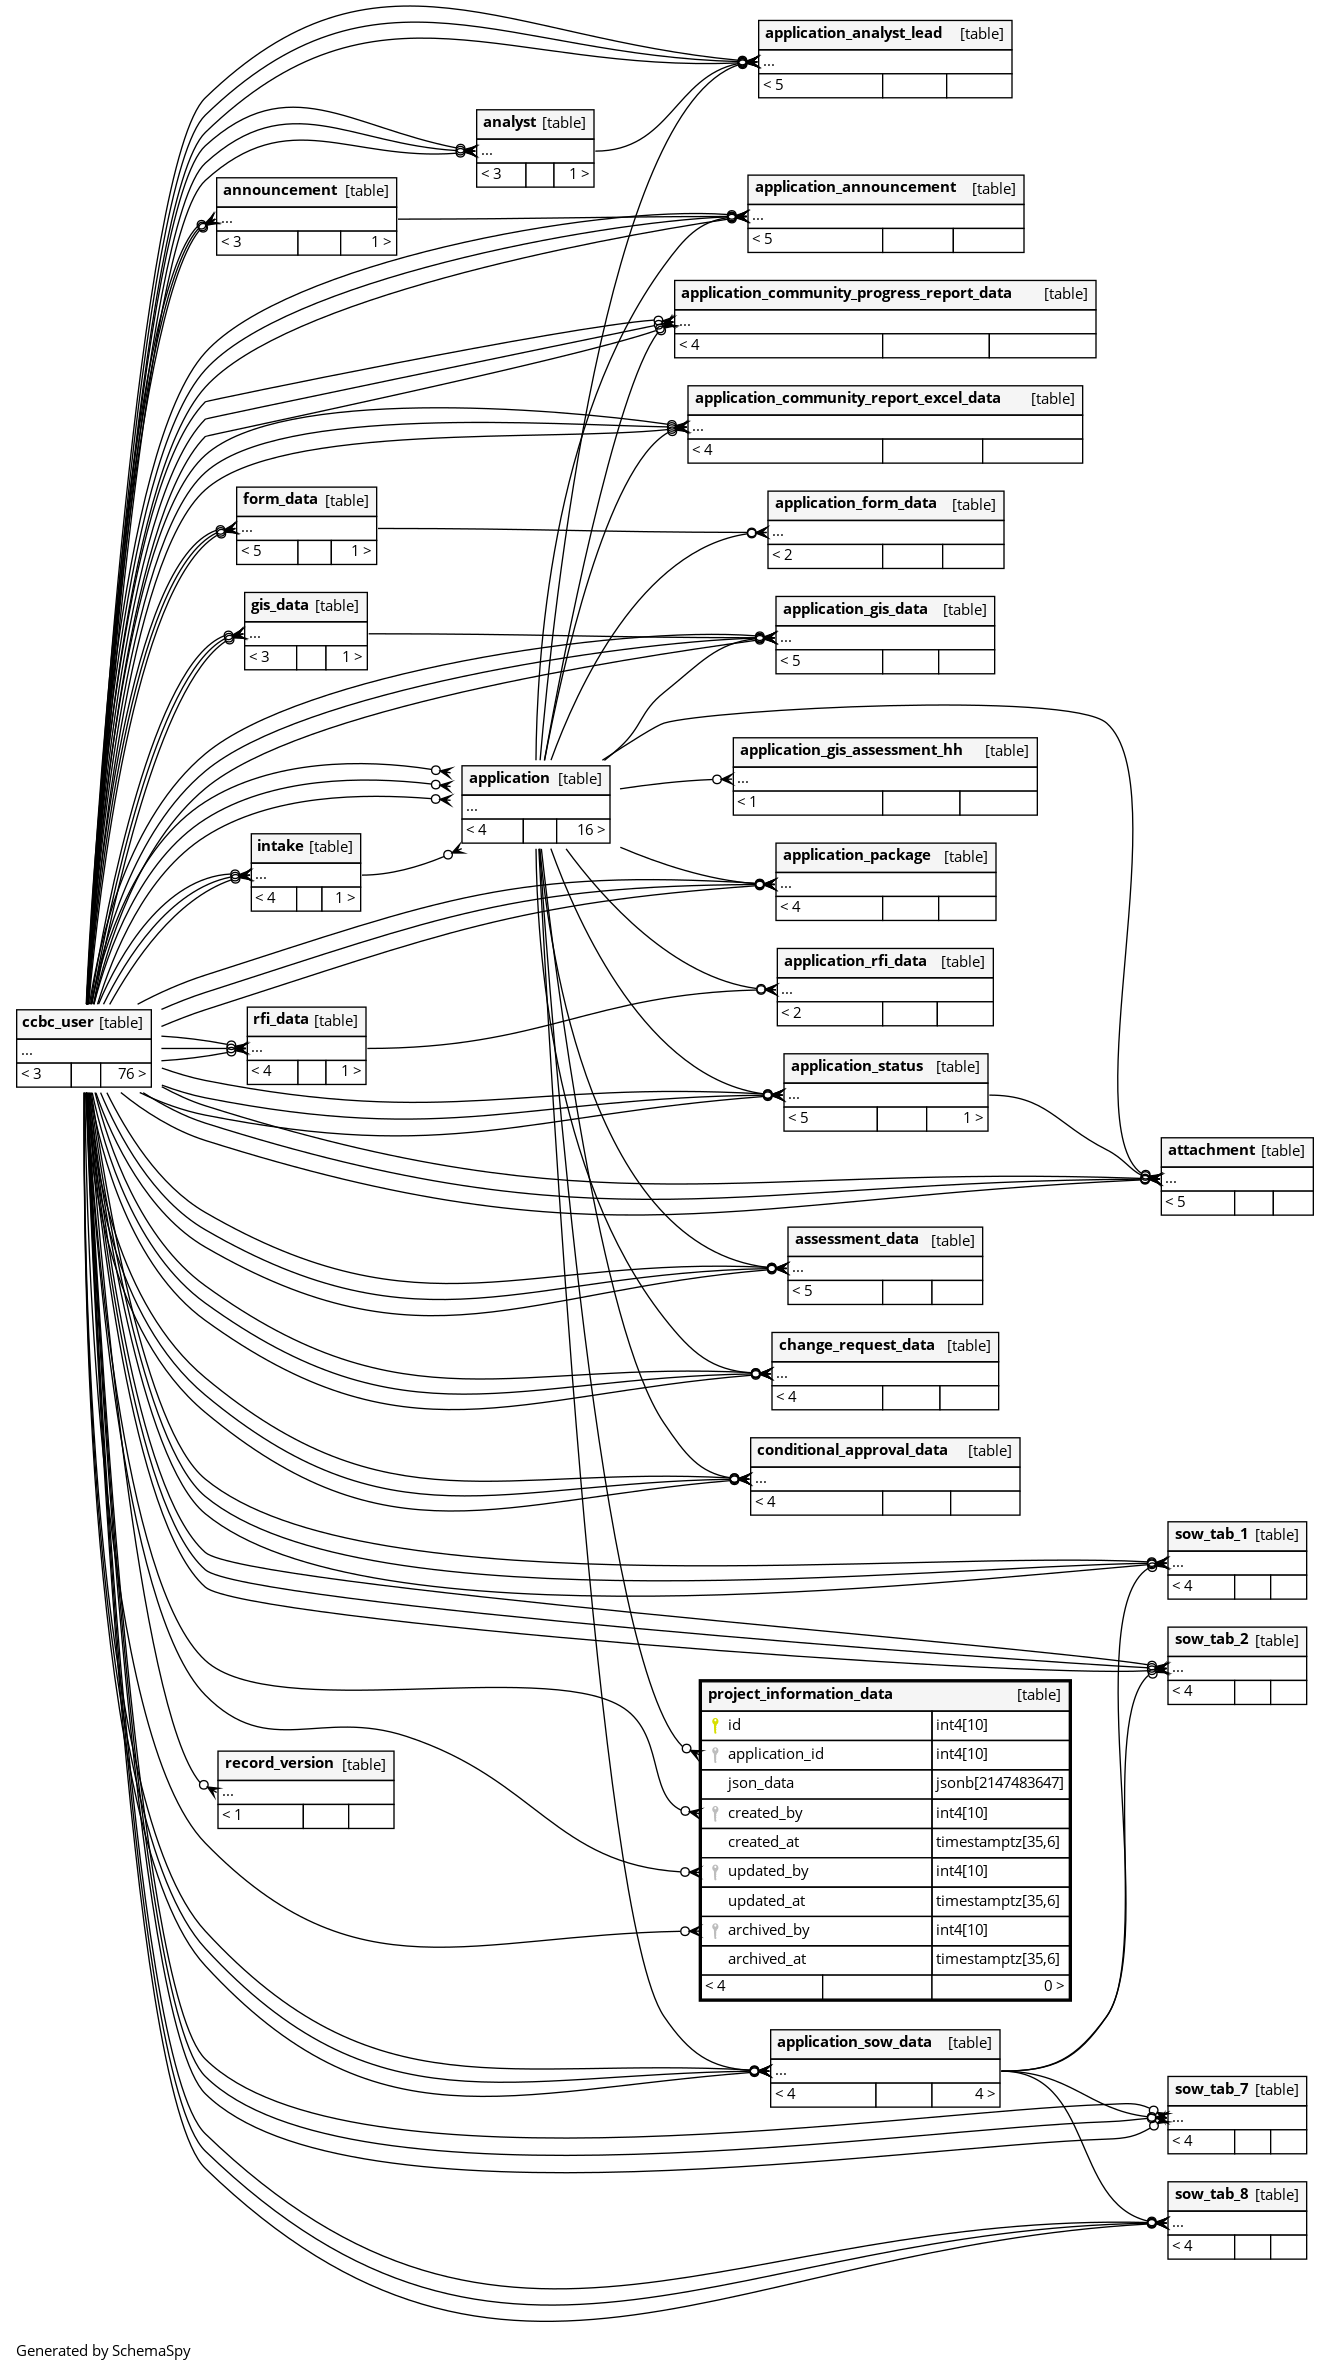 application_analyst_lead [table]
...
< 5
analyst [table]
...
< 3 1 >
application_announcement [table]
...
< 5
announcement [table]
...
< 3 1 >
application_community_progress_report_data [table]
...
< 4
application_community_report_excel_data [table]
...
< 4
form_data [table]
...
< 5 1 >
application_form_data [table]
...
< 2
gis_data [table]
...
< 3 1 >
application_gis_data [table]
...
< 5
application_gis_assessment_hh [table]
...
< 1
application [table]
...
< 4 16 >
intake [table]
...
< 4 1 >
application_package [table]
...
< 4
application_rfi_data [table]
...
< 2
ccbc_user [table]
...
< 3 76 >
rfi_data [table]
...
< 4 1 >
application_status [table]
...
< 5 1 >
attachment [table]
...
< 5
assessment_data [table]
...
< 5
change_request_data [table]
...
< 4
conditional_approval_data [table]
...
< 4
sow_tab_1 [table]
...
< 4
sow_tab_2 [table]
...
< 4
project_information_data [table]
id int4[10]
application_id int4[10]
json_data jsonb[2147483647]
created_by int4[10]
created_at timestamptz[35,6]
updated_by int4[10]
updated_at timestamptz[35,6]
archived_by int4[10]
archived_at timestamptz[35,6]
< 4 0 >
record_version [table]
...
< 1
application_sow_data [table]
...
< 4 4 >
sow_tab_7 [table]
...
< 4
sow_tab_8 [table]
...
< 4
Generated by SchemaSpy